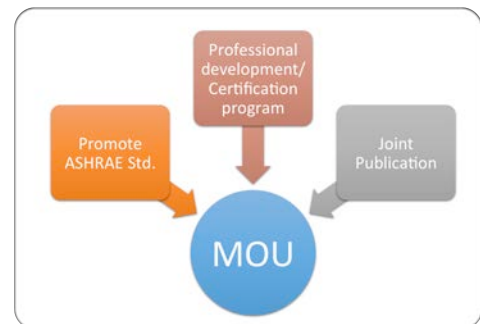 Professional
development/
Certification
program
Promote
ASHRAE Std.
Joint
Publication
MOU